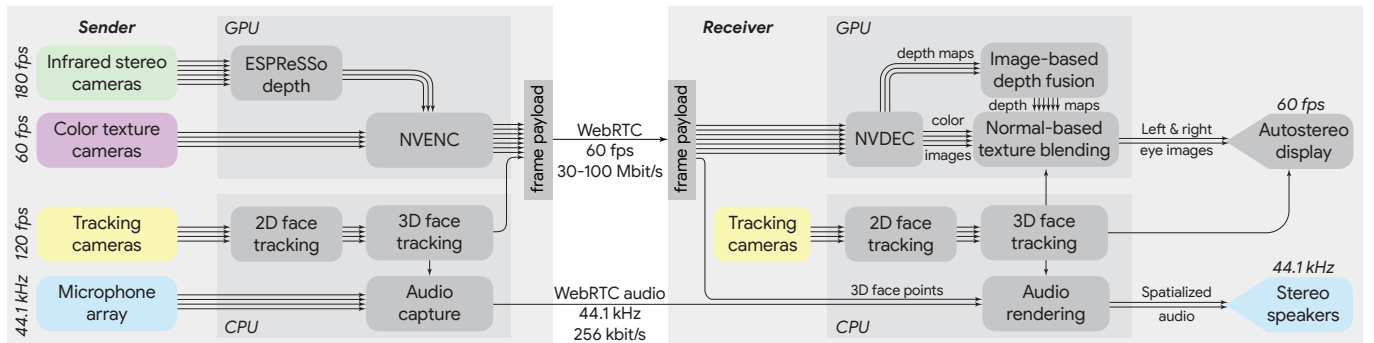 Sender
GPU
180 fps
Infrared stereo
cameras
ESPReSSo
depth
60 fps
Color texture
cameras
NVENC
frame payload
120 fps
Tracking
cameras
2D face
tracking
3D face
tracking
44.1 kHz
Microphone
array
Audio
capture
CPU
WebRTC
60 fps
30-100 Mbit/s
WebRTC audio
44.1 kHz
256 kbit/s
Receiver
GPU
frame payload
depth maps
Image-based
depth fusion
depth maps
NVDEC
color
images
Normal-based
texture blending
Left & right
eye images
60 fps
Autostereo
display
Tracking
cameras
2D face
tracking
3D face
tracking
3D face points
Audio
rendering
CPU
Spatialized
audio
44.1 kHz
Stereo
speakers